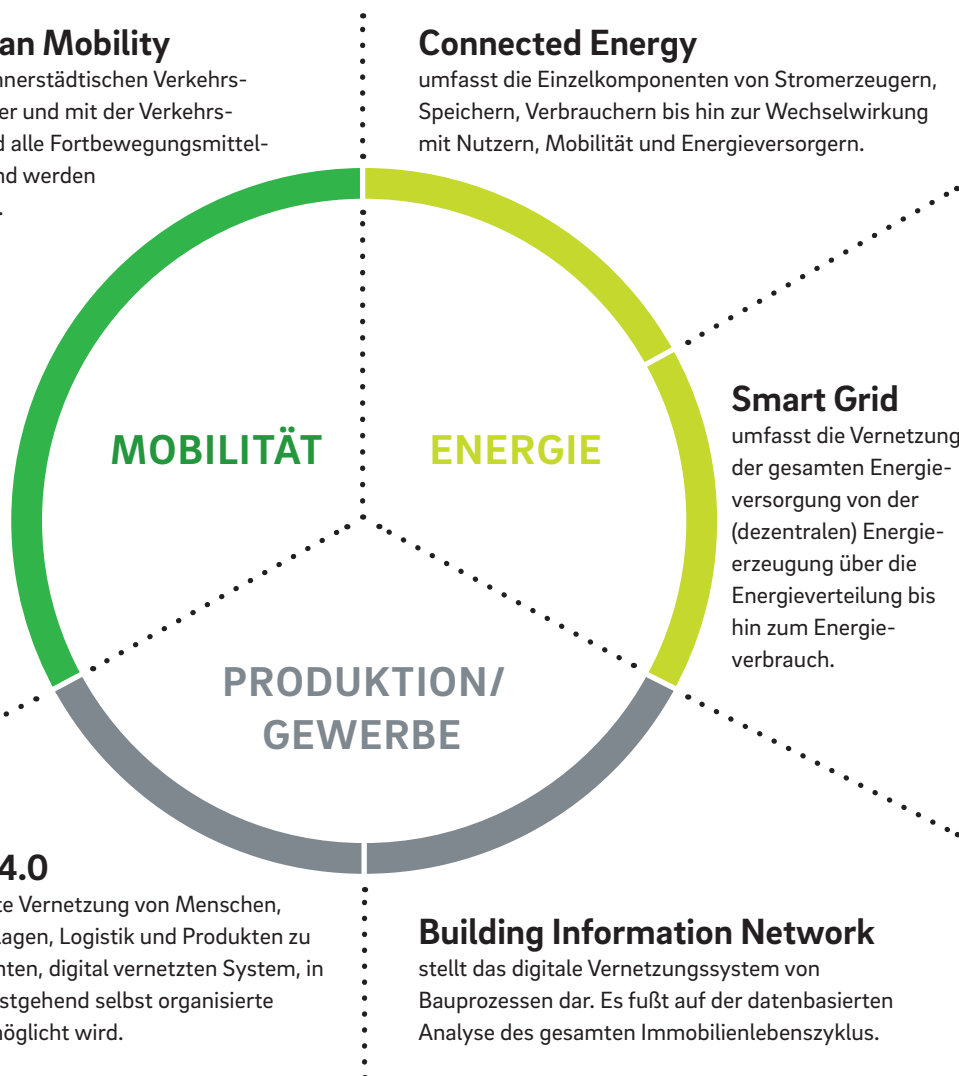 an Mobility
nnerstädtischen Verkehrs-
er und mit der Verkehrs-
d alle Fortbewegungsmittel-
nd werden
.
Connected Energy
umfasst die Einzelkomponenten von Stromerzeugern,
Speichern, Verbrauchern bis hin zur Wechselwirkung
mit Nutzern, Mobilität und Energieversorgern.
MOBILITÄT
ENERGIE
Smart Grid
umfasst die Vernetzung
der gesamten Energie-
versorgung von der
(dezentralen) Energie-
erzeugung über die
Energieverteilung bis
hin zum Energie-
verbrauch.
PRODUKTION/
GEWERBE
4.0
te Vernetzung von Menschen,
lagen, Logistik und Produkten zu
nten, digital vernetzten System, in
stgehend selbst organisierte
möglicht wird.
Building Information Network
stellt das digitale Vernetzungssystem von
Bauprozessen dar. Es fußt auf der datenbasierten
Analyse des gesamten Immobilienlebenszyklus.